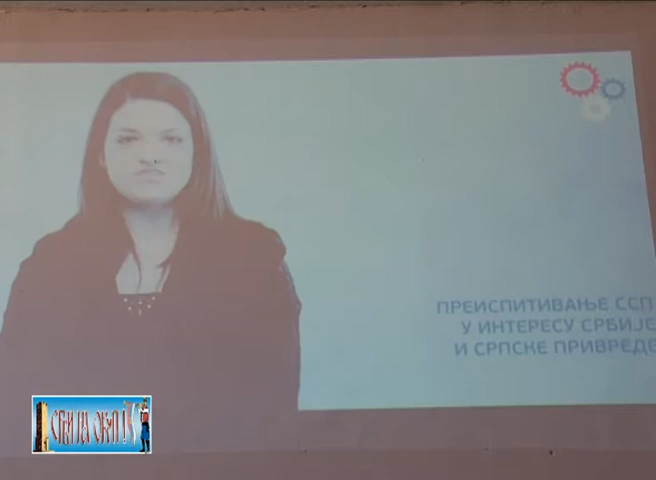 ПРЕИСПИТИВАЊЕ ССП
У ИНТЕРЕСУ СРБИЈЕ
И СРПСКЕ ПРИВРЕДЕ